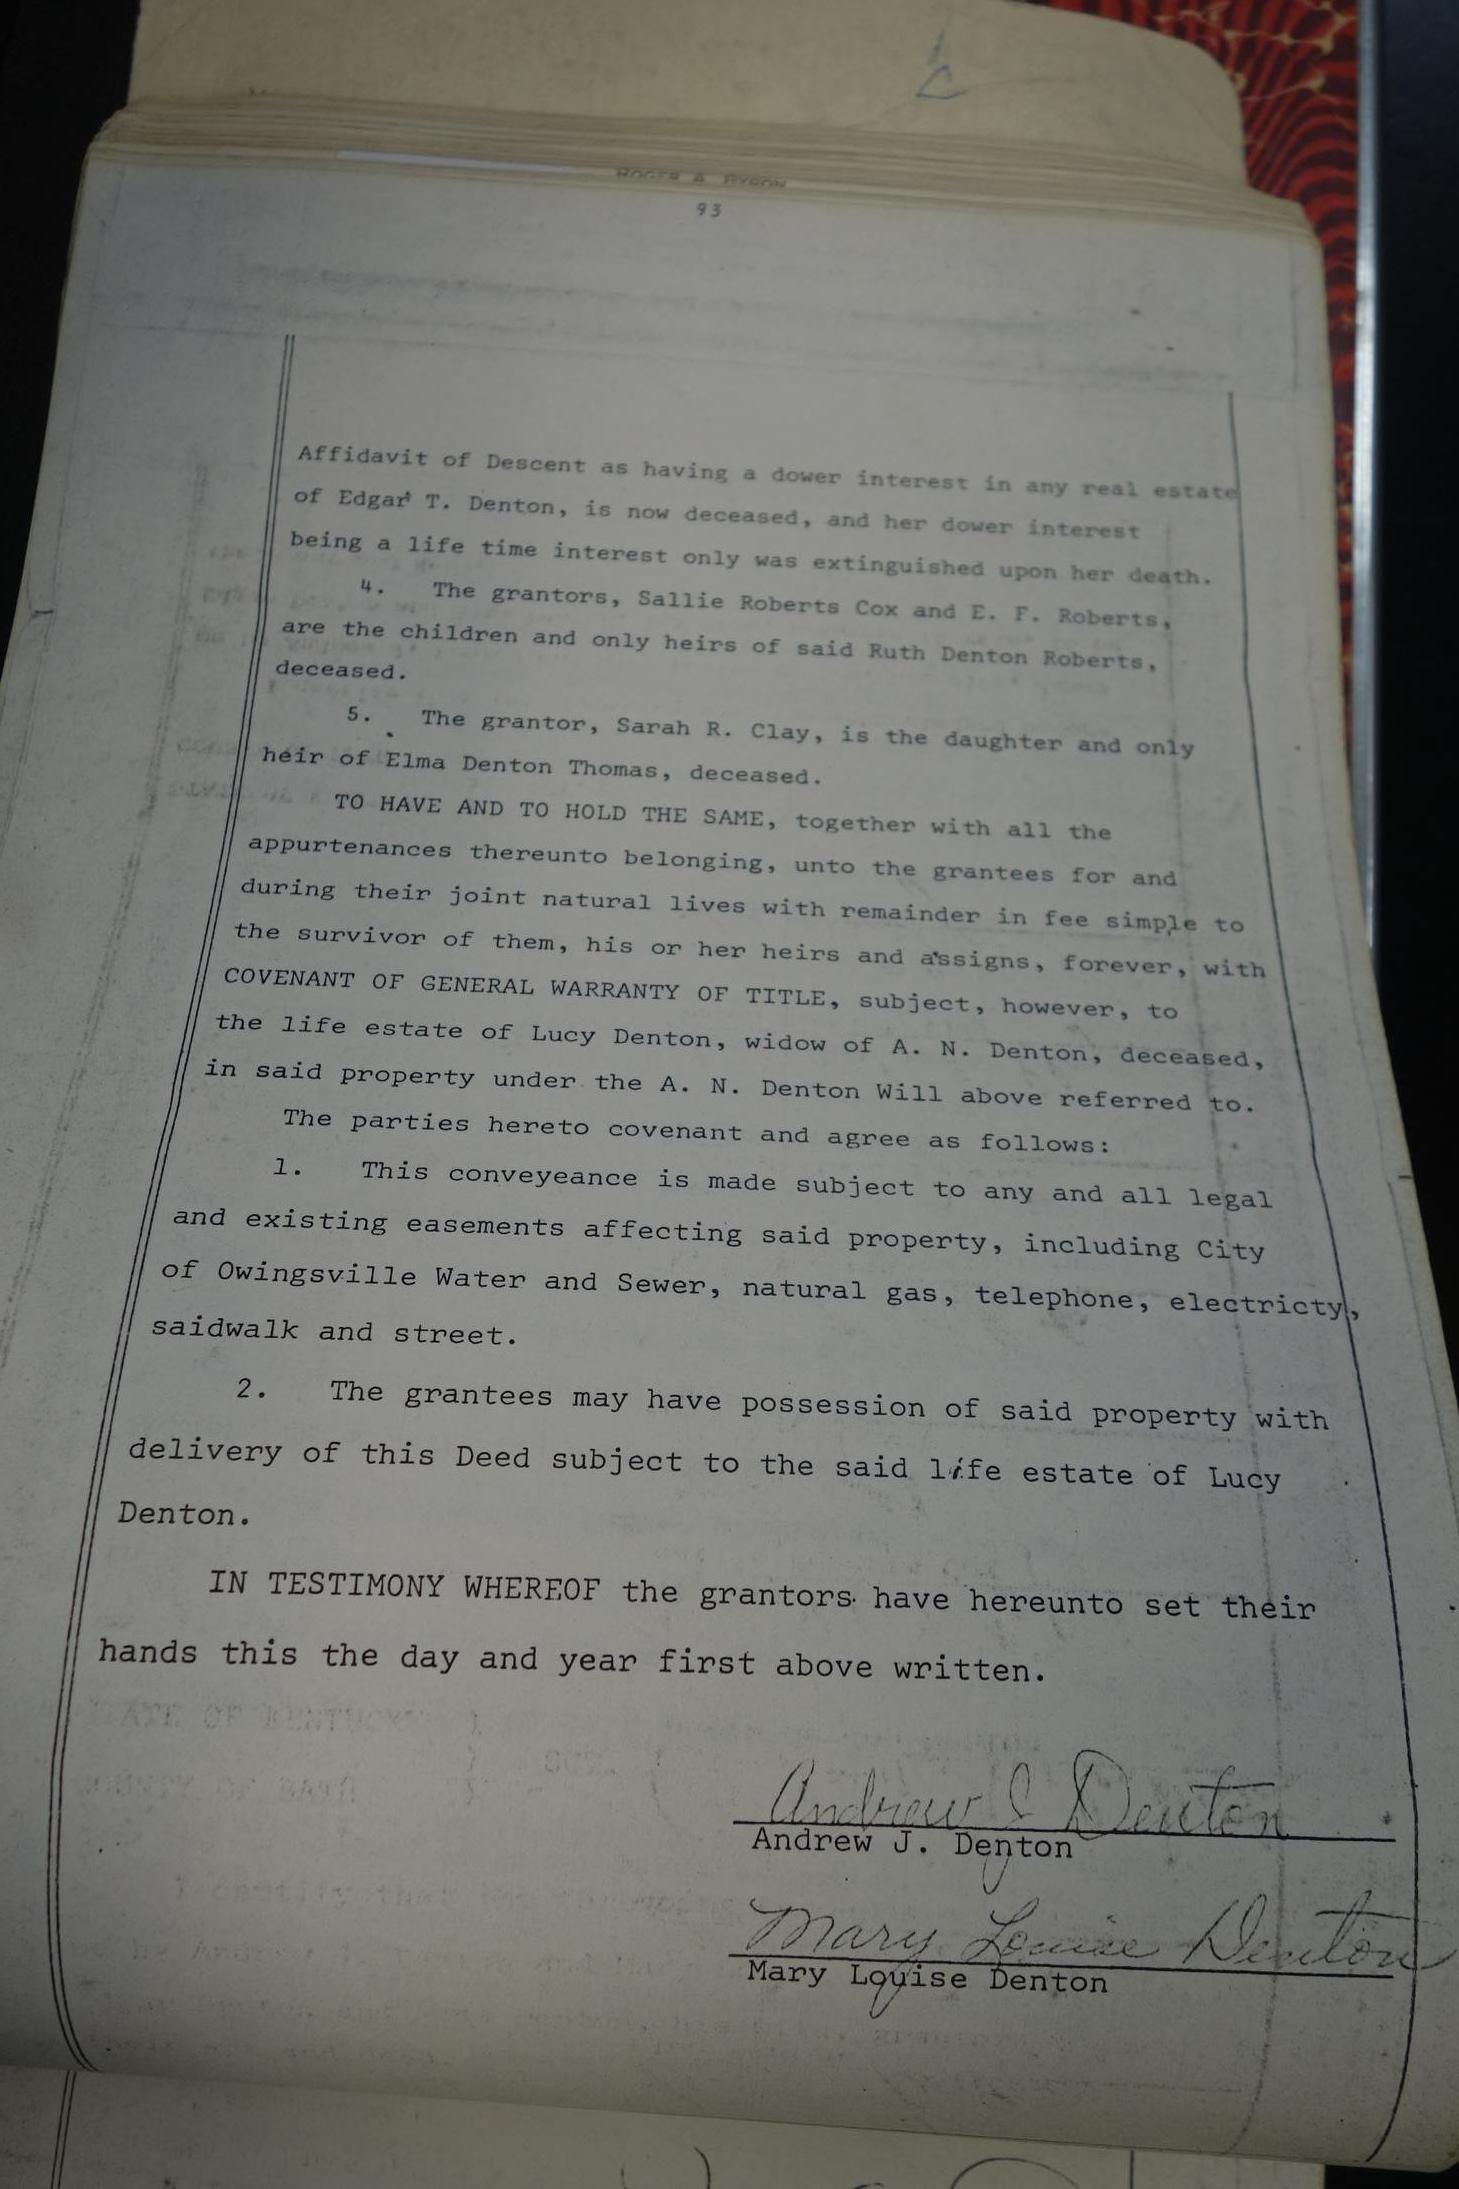 ROGER A. BYRON
93
Affidavit of Descent as having a dower interest in any real estate
of Edgar T. Denton, is now deceased, and her dower interest
being a life time interest only was extinguished upon her death.
4. The grantors, Sallie Roberts Cox and E. F. Roberts,
are the children and only heirs of said Ruth Denton Roberts,
deceased.
5. The grantor, Sarah R. Clay, is the daughter and only
heir of Elma Denton Thomas, deceased.
TO HAVE AND TO HOLD THE SAME, together with all the
appurtenances thereunto belonging, unto the grantees for and
during their joint natural lives with remainder in fee simple to
the survivor of them, his or her heirs and assigns, forever, with
COVENANT OF GENERAL WARRANTY OF TITLE, subject, however, to
the life estate of Lucy Denton, widow of A. N. Denton, deceased,
in said property under the A. N. Denton Will above referred to.
The parties hereto covenant and agree as follows:
1. This conveyeance is made subject to any and all legal
and existing easements affecting said property, including City
of Owingsville Water and Sewer, natural gas, telephone, electricty,
saidwalk and street.
2. The grantees may have possession of said property with
delivery of this Deed subject to the said life estate of Lucy
Denton.
IN TESTIMONY WHEREOF the grantors have hereunto set their
hands this the day and year first above written.
Andrew J Denton
Andrew J. Denton
Mary Louise Denton
Mary Louise Denton